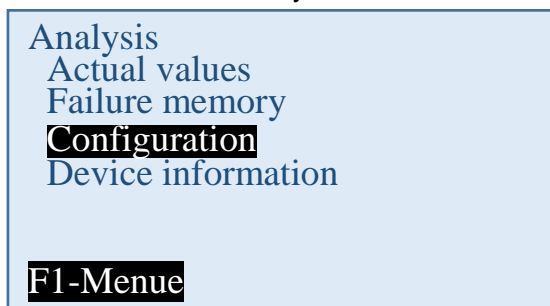 Analysis
Actual values
Failure memory
Configuration
Device information
F1-Menue